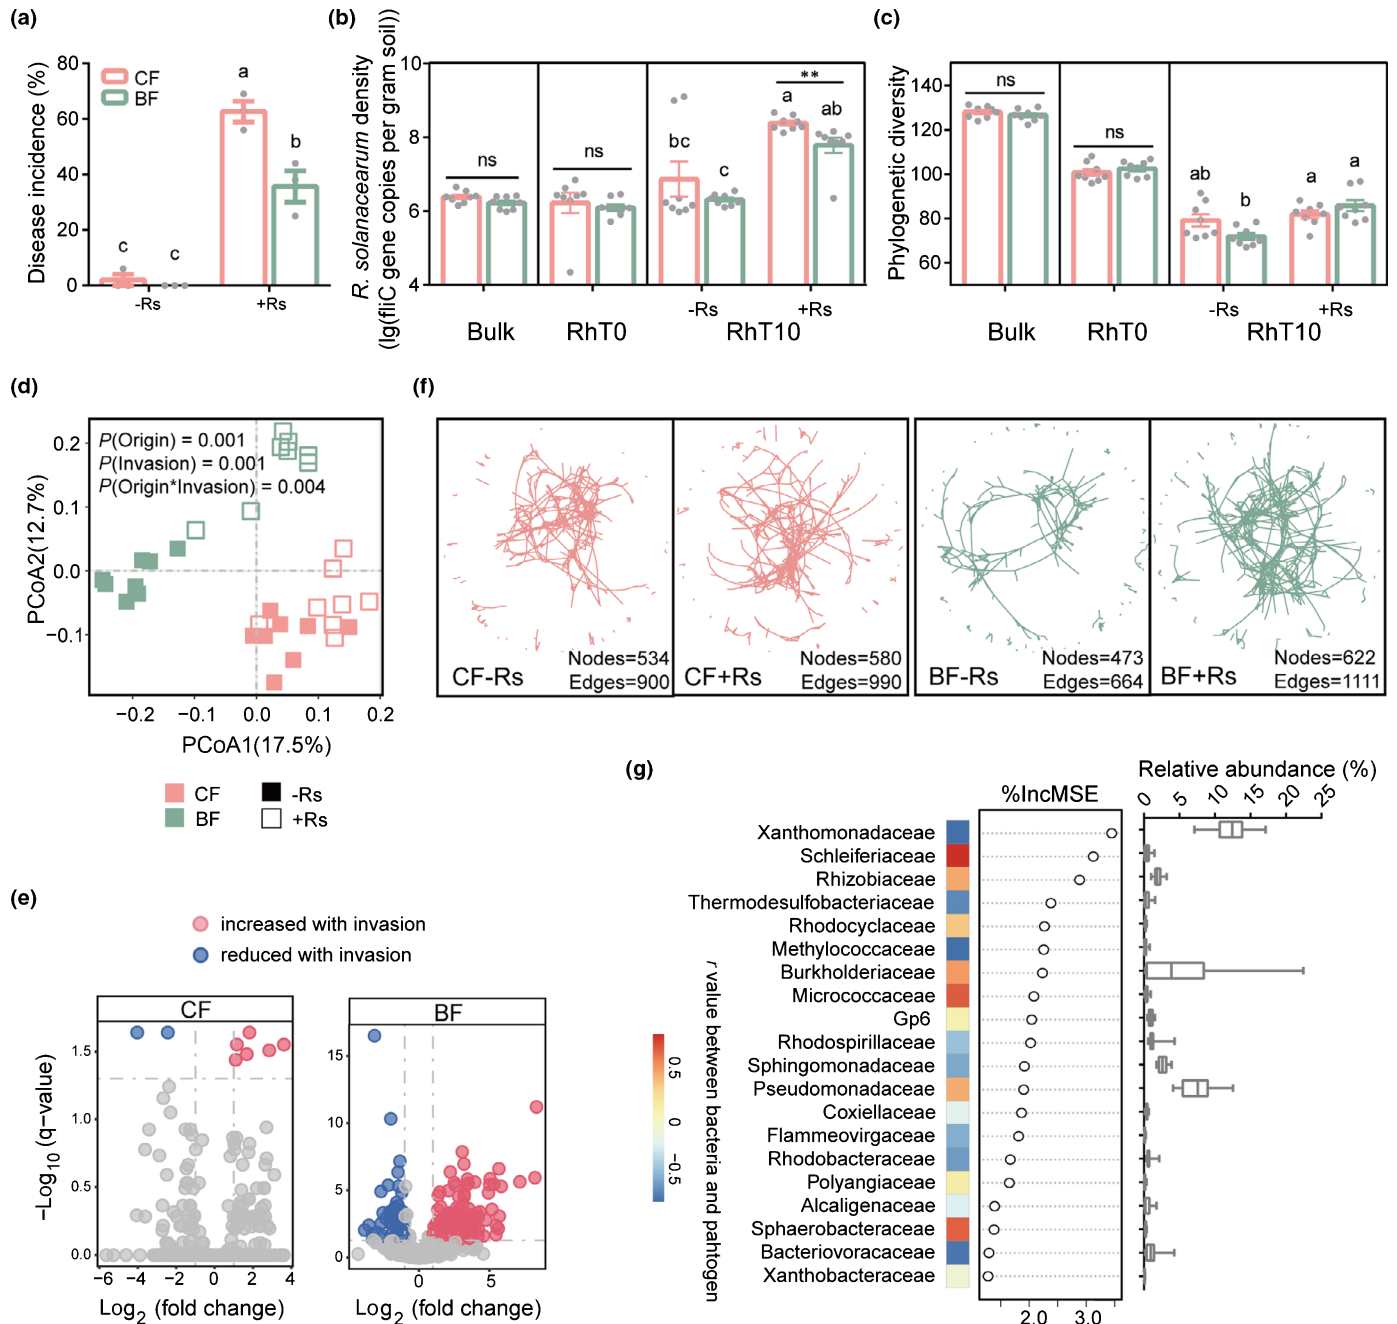 (a)
Disease incidence (%)
80
60
40
20
0
CF
BF
a
b
c
c
-Rs
+Rs
(b)
R. solanacearum density
(lg(fliC gene copies per gram soil))
10
8
6
4
ns
ns
bc
c
**
a
ab
-Rs
+Rs
Bulk
RhT0
RhT10
(c)
Phylogenetic diversity
140
120
100
80
60
ns
ns
ab
b
a
a
-Rs
+Rs
Bulk
RhT0
RhT10
(d)
P(Origin) = 0.001
P(Invasion) = 0.001
P(Origin*Invasion) = 0.004
PCoA2(12.7%)
0.2
0.1
0.0
−0.1
−0.2
−0.1
0.0
0.1
0.2
PCoA1(17.5%)
CF
BF
-Rs
+Rs
(f)
CF-Rs
Nodes=534
Edges=900
CF+Rs
Nodes=580
Edges=990
BF-Rs
Nodes=473
Edges=664
BF+Rs
Nodes=622
Edges=1111
(e)
increased with invasion
reduced with invasion
CF
BF
−Log10 (q−value)
1.5
1.0
0.5
0.0
−6
−4
−2
0
2
4
Log2 (fold change)
15
10
5
0
0
5
Log2 (fold change)
(g)
%IncMSE
Relative abundance (%)
0
5
10
15
20
25
Xanthomonadaceae
Schleiferiaceae
Rhizobiaceae
Thermodesulfobacteriaceae
Rhodocyclaceae
Methylococcaceae
Burkholderiaceae
Micrococcaceae
Gp6
Rhodospirillaceae
Sphingomonadaceae
Pseudomonadaceae
Coxiellaceae
Flammeovirgaceae
Rhodobacteraceae
Polyangiaceae
Alcaligenaceae
Sphaerobacteraceae
Bacteriovoracaceae
Xanthobacteraceae
2.0
3.0
0.5
0
−0.5
r value between bacteria and pahtogen